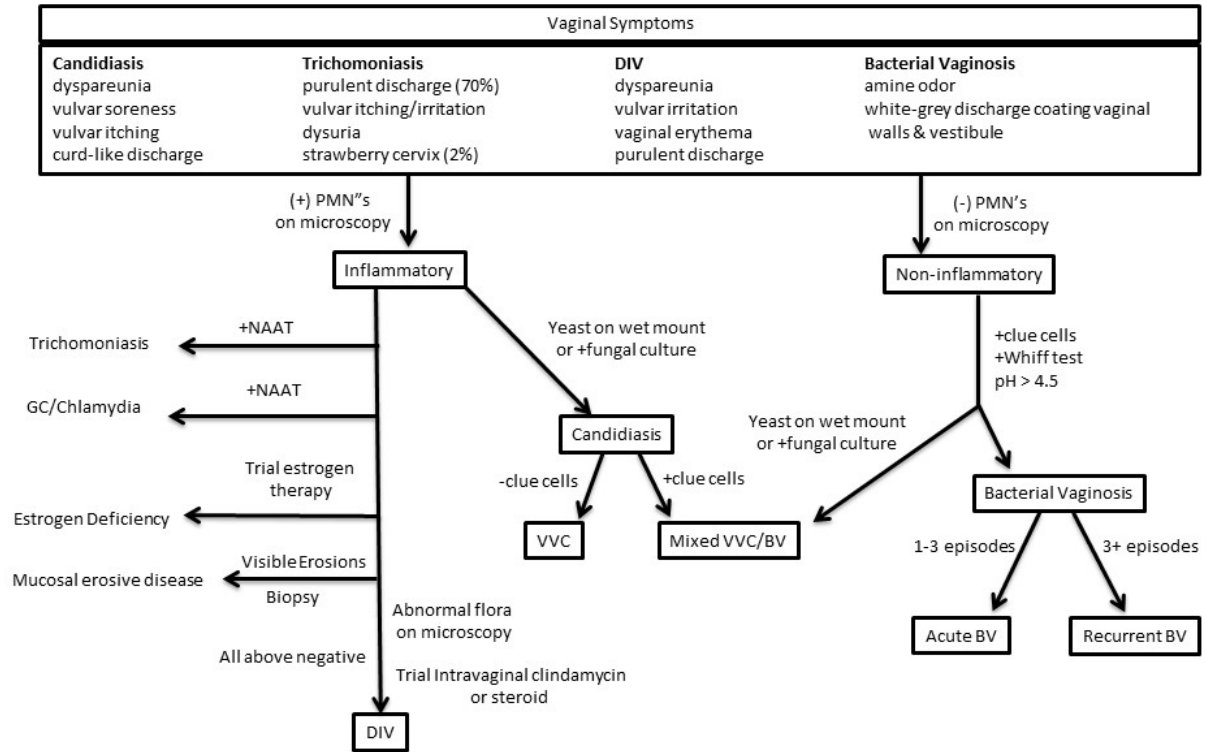 Vaginal Symptoms
Candidiasis
dyspareunia
vulvar soreness
vulvar itching
curd-like discharge
Trichomoniasis
purulent discharge (70%)
vulvar itching/irritation
dysuria
strawberry cervix (2%)
DIV
dyspareunia
vulvar irritation
vaginal erythema
purulent discharge
Bacterial Vaginosis
amine odor
white-grey discharge coating vaginal
walls & vestibule
(+) PMN"s
on microscopy
(-) PMN's
on microscopy
Inflammatory
Non-inflammatory
+NAAT
Trichomoniasis
+NAAT
GC/Chlamydia
Trial estrogen
therapy
Estrogen Deficiency
Visible Erosions
Mucosal erosive disease
Biopsy
Abnormal flora
on microscopy
All above negative
Trial Intravaginal clindamycin
or steroid
DIV
Yeast on wet mount
or +fungal culture
Candidiasis
-clue cells
+clue cells
VVC
Mixed VVC/BV
+clue cells
+Whiff test
pH > 4.5
Yeast on wet mount
or +fungal culture
Bacterial Vaginosis
1-3 episodes
3+ episodes
Acute BV
Recurrent BV